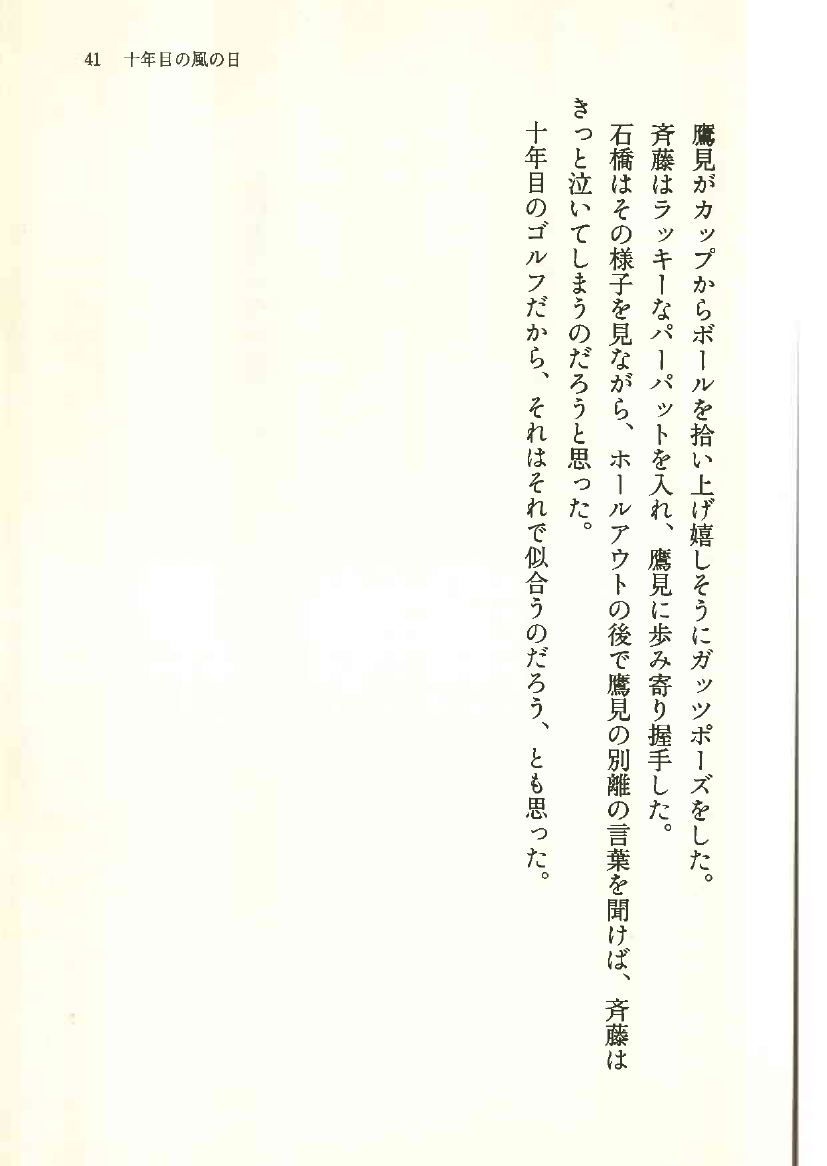 41 十年目の風の日
鷹見がカップからボールを拾い上げ嬉しそうにガッツポーズをした。
斉藤はラッキーなパーパットを入れ、鷹見に歩み寄り握手した。
石橋はその様子を見ながら、ホールアウトの後で鷹見の別離の言葉を聞けば、斉藤は
きっと泣いてしまうのだろうと思った。
十年目のゴルフだから、それはそれで似合うのだろう、とも思った。